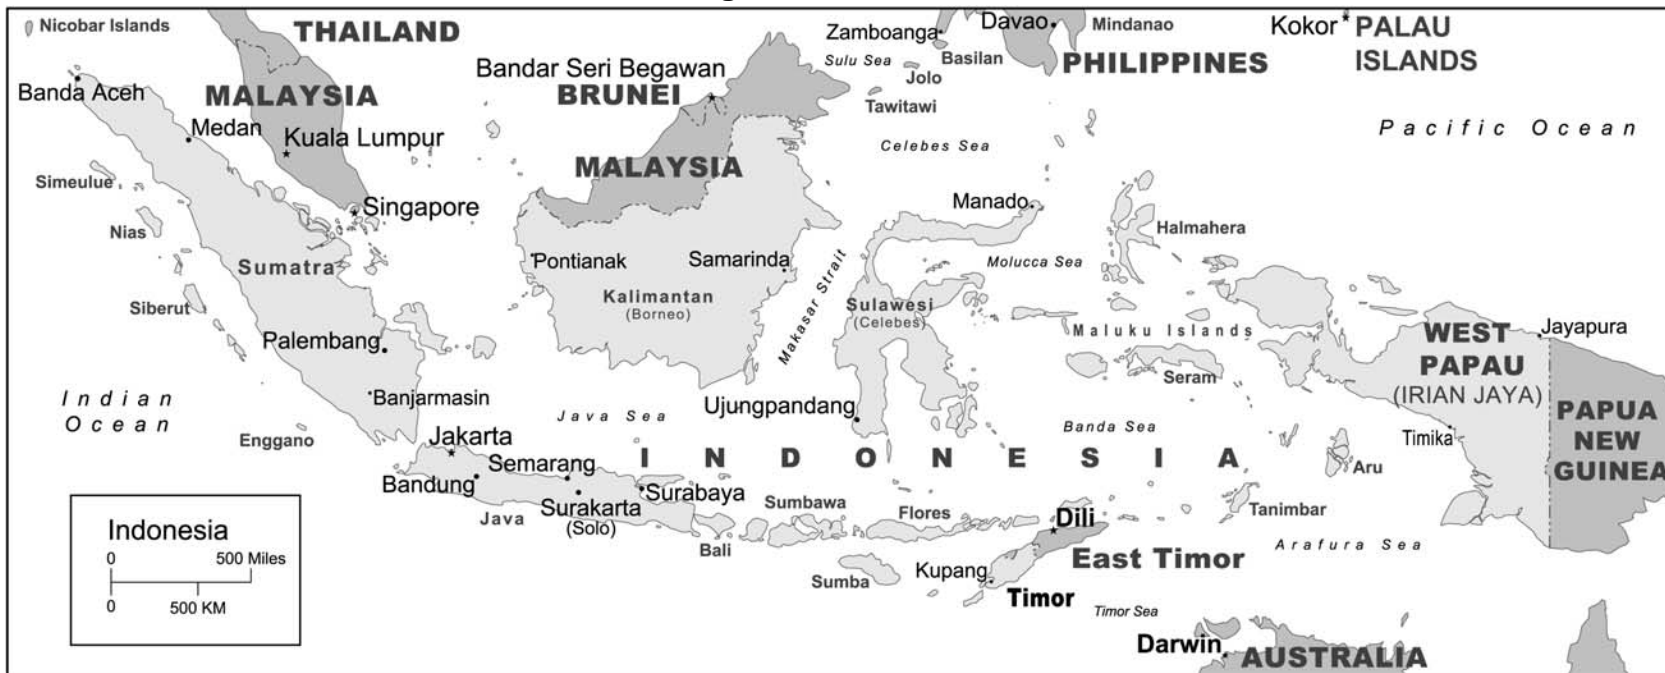 Nicobar Islands
THAILAND
Zamboanga
Davao
Mindanao
Kokor
PALAU
ISLANDS
Sulu Sea
Basilan
PHILIPPINES
Bandar Seri Begawan
BRUNEI
Jolo
Tawitawi
Banda Aceh
MALAYSIA
Medan
Kuala Lumpur
Pacific Ocean
Celebes Sea
MALAYSIA
Simeulue
Singapore
Manado
Nias
Halmahera
Sumatra
Pontianak
Samarinda
Molucca Sea
Makasar Strait
Siberut
Kalimantan
(Borneo)
Sulawesi
(Celebes)
Maluku Islands
WEST
PAPAU
(IRIAN JAYA)
Jayapura
Palembang
Seram
Indian
Ocean
Banjarmasin
Ujungpandang
Java Sea
Banda Sea
PAPUA
NEW
GUINEA
Enggano
Jakarta
Timika
INDONESIA
Semarang
Aru
Bandung
Surabaya
Surakarta
(Solo)
Java
Sumbawa
Flores
Dili
Tanimbar
Bali
Arafura Sea
East Timor
Sumba
Kupang
Timor
Timor Sea
Darwin
AUSTRALIA
Indonesia
0 500 Miles
0 500 KM